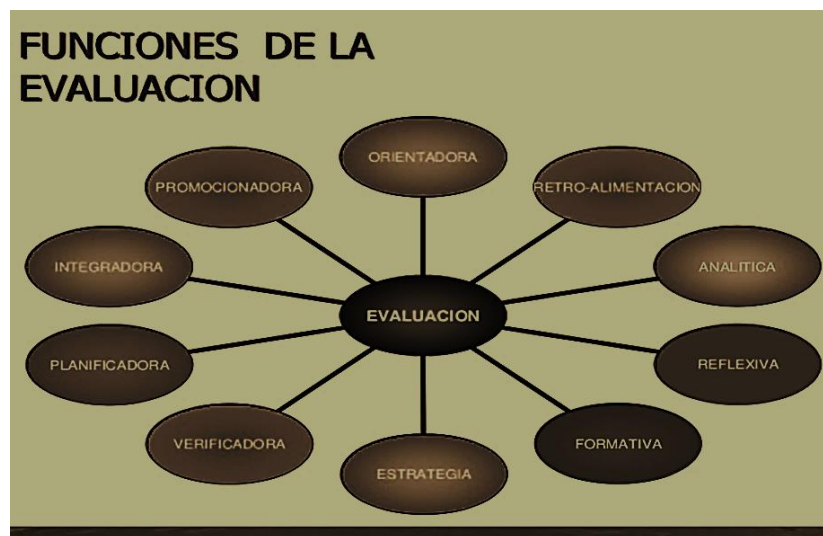 FUNCIONES DE LA
EVALUACION
ORIENTADORA
PROMOCIONADORA
RETRO-ALIMENTACION
INTEGRADORA
ANALITICA
EVALUACION
PLANIFICADORA
REFLEXIVA
VERIFICADORA
FORMATIVA
ESTRATEGIA